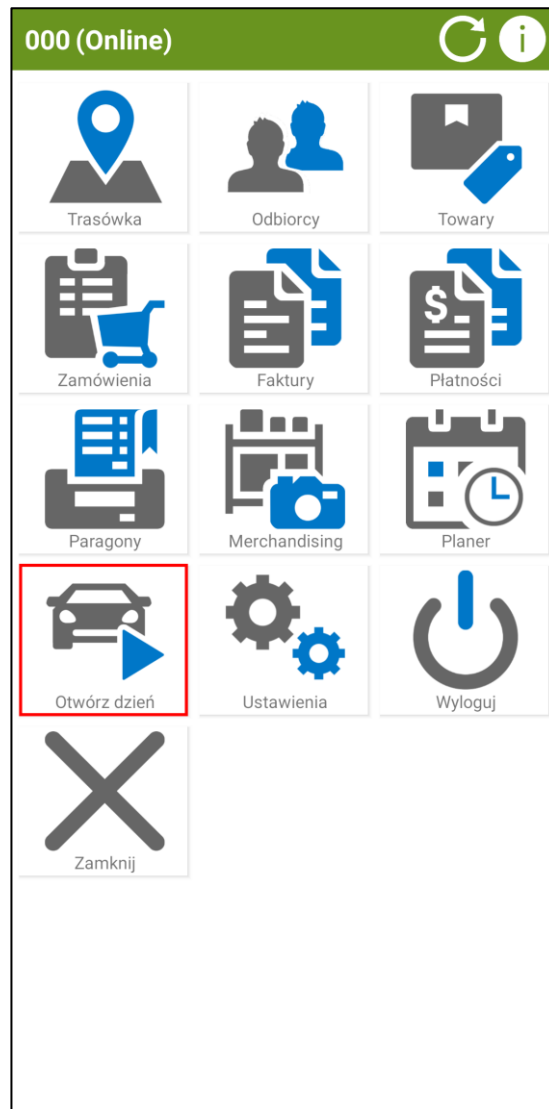 000 (Online)
Trasówka
Odbiorcy
Towary
Zamówienia
Faktury
Płatności
Paragony
Merchandising
Planer
Otwórz dzień
Ustawienia
Wyloguj
Zamknij